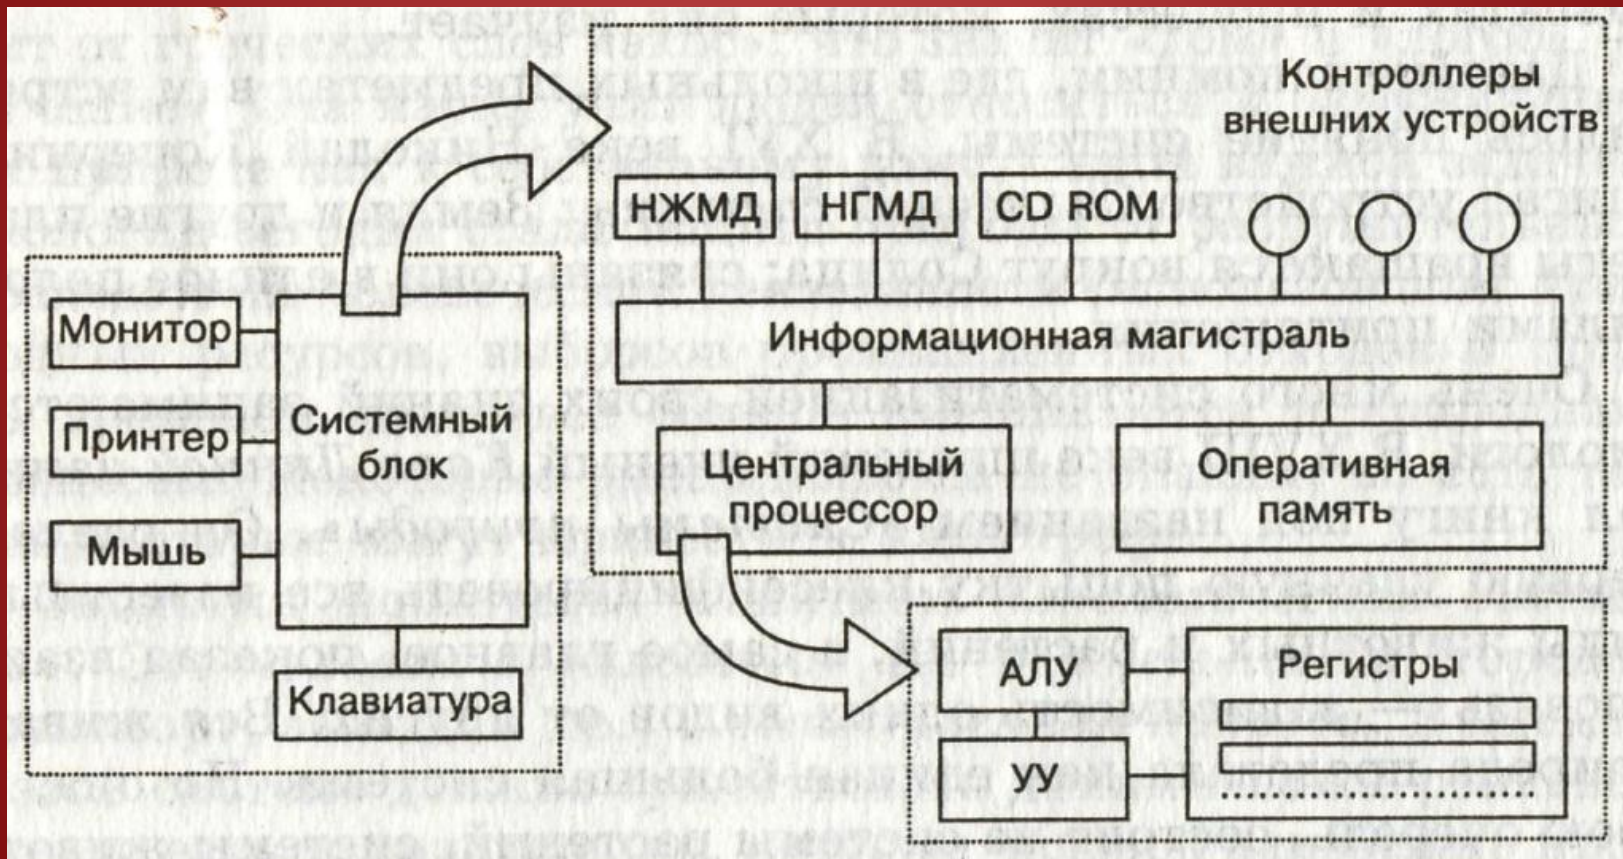 Контроллеры
внешних устройств
НЖМД
НГМД
CD ROM
Информационная магистраль
Центральный
процессор
Оперативная
память
Монитор
Принтер
Мышь
Системный
блок
Клавиатура
АЛУ
УУ
Регистры